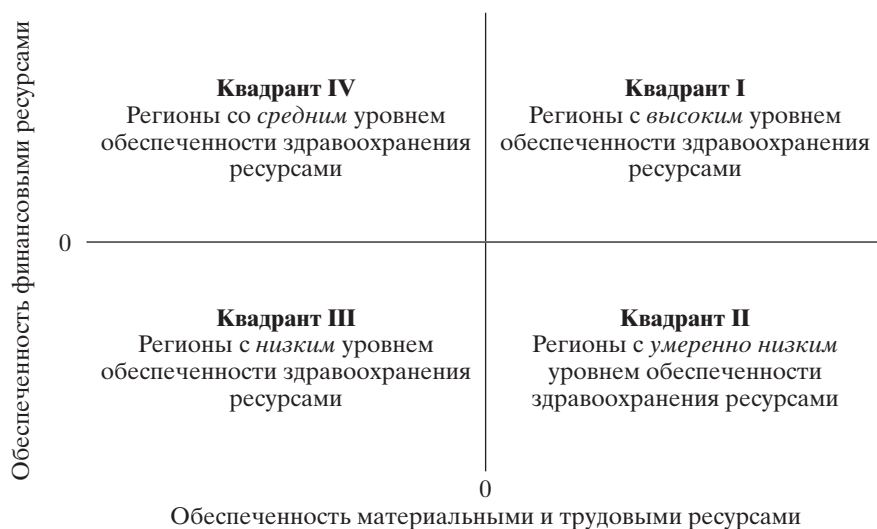 Обеспеченность финансовыми ресурсами
Квадрант IV
Регионы со средним уровнем
обеспеченности здравоохранения
ресурсами
Квадрант I
Регионы с высоким уровнем
обеспеченности здравоохранения
ресурсами
0
Квадрант III
Регионы с низким уровнем
обеспеченности здравоохранения
ресурсами
Квадрант II
Регионы с умеренно низким
уровнем обеспеченности
здравоохранения ресурсами
0
Обеспеченность материальными и трудовыми ресурсами